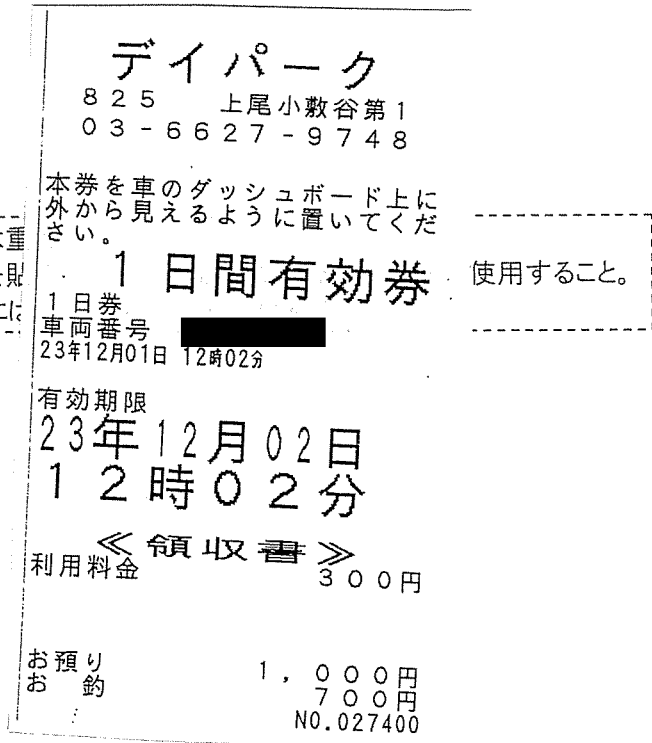 デイパーク
825 上尾小敷谷第1
03-6627-9748
本券を車のダッシュボード上に
外から見えるように置いてくだ
さい。
1日間有効券
使用すること。
1日券
車両番号
23年12月01日 12時02分
有効期限
23年12月02日
12時02分
≪領収書≫
利用料金 300円
お預り 1,000円
お釣 700円
NO.027400